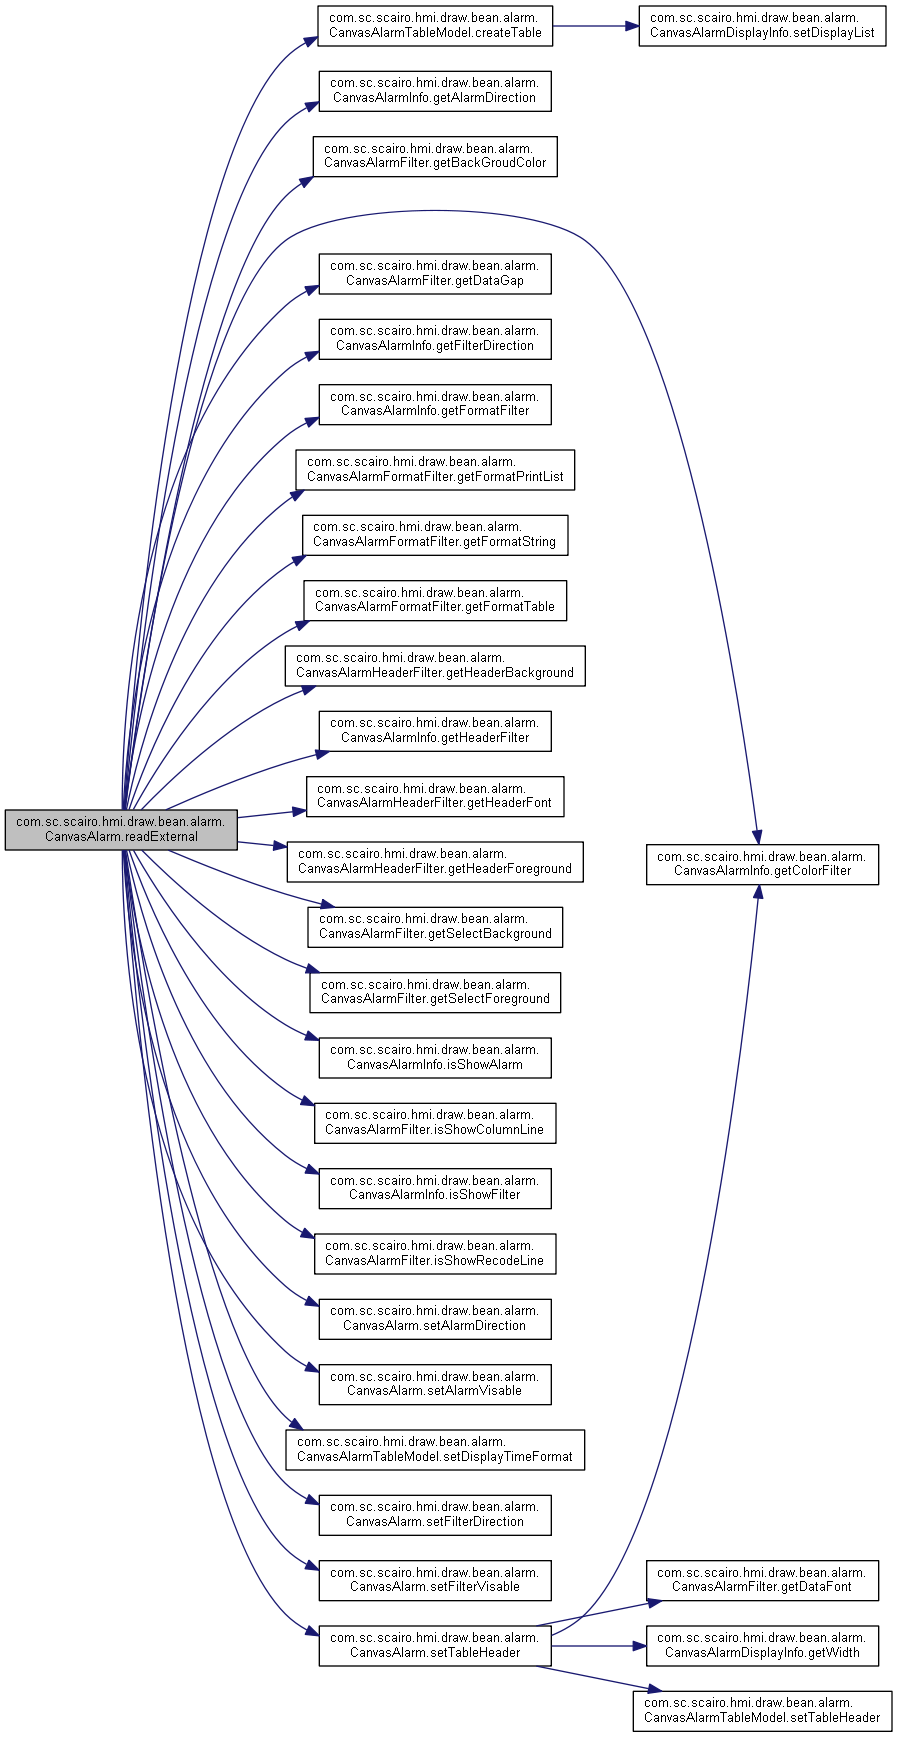 com.sc.scairo.hmi.draw.bean.alarm.
CanvasAlarmTableModel.createTable
com.sc.scairo.hmi.draw.bean.alarm.
CanvasAlarmDisplayInfo.setDisplayList
com.sc.scairo.hmi.draw.bean.alarm.
CanvasAlarmInfo.getAlarmDirection
com.sc.scairo.hmi.draw.bean.alarm.
CanvasAlarmFilter.getBackGroudColor
com.sc.scairo.hmi.draw.bean.alarm.
CanvasAlarmFilter.getDataGap
com.sc.scairo.hmi.draw.bean.alarm.
CanvasAlarmInfo.getFilterDirection
com.sc.scairo.hmi.draw.bean.alarm.
CanvasAlarmInfo.getFormatFilter
com.sc.scairo.hmi.draw.bean.alarm.
CanvasAlarmFormatFilter.getFormatPrintList
com.sc.scairo.hmi.draw.bean.alarm.
CanvasAlarmFormatFilter.getFormatString
com.sc.scairo.hmi.draw.bean.alarm.
CanvasAlarmFormatFilter.getFormatTable
com.sc.scairo.hmi.draw.bean.alarm.
CanvasAlarmHeaderFilter.getHeaderBackground
com.sc.scairo.hmi.draw.bean.alarm.
CanvasAlarmInfo.getHeaderFilter
com.sc.scairo.hmi.draw.bean.alarm.
CanvasAlarmHeaderFilter.getHeaderFont
com.sc.scairo.hmi.draw.bean.alarm.
CanvasAlarm.readExternal
com.sc.scairo.hmi.draw.bean.alarm.
CanvasAlarmHeaderFilter.getHeaderForeground
com.sc.scairo.hmi.draw.bean.alarm.
CanvasAlarmInfo.getColorFilter
com.sc.scairo.hmi.draw.bean.alarm.
CanvasAlarmFilter.getSelectBackground
com.sc.scairo.hmi.draw.bean.alarm.
CanvasAlarmFilter.getSelectForeground
com.sc.scairo.hmi.draw.bean.alarm.
CanvasAlarmInfo.isShowAlarm
com.sc.scairo.hmi.draw.bean.alarm.
CanvasAlarmFilter.isShowColumnLine
com.sc.scairo.hmi.draw.bean.alarm.
CanvasAlarmInfo.isShowFilter
com.sc.scairo.hmi.draw.bean.alarm.
CanvasAlarmFilter.isShowRecodeLine
com.sc.scairo.hmi.draw.bean.alarm.
CanvasAlarm.setAlarmDirection
com.sc.scairo.hmi.draw.bean.alarm.
CanvasAlarm.setAlarmVisable
com.sc.scairo.hmi.draw.bean.alarm.
CanvasAlarmTableModel.setDisplayTimeFormat
com.sc.scairo.hmi.draw.bean.alarm.
CanvasAlarm.setFilterDirection
com.sc.scairo.hmi.draw.bean.alarm.
CanvasAlarm.setFilterVisable
com.sc.scairo.hmi.draw.bean.alarm.
CanvasAlarmFilter.getDataFont
com.sc.scairo.hmi.draw.bean.alarm.
CanvasAlarm.setTableHeader
com.sc.scairo.hmi.draw.bean.alarm.
CanvasAlarmDisplayInfo.getWidth
com.sc.scairo.hmi.draw.bean.alarm.
CanvasAlarmTableModel.setTableHeader